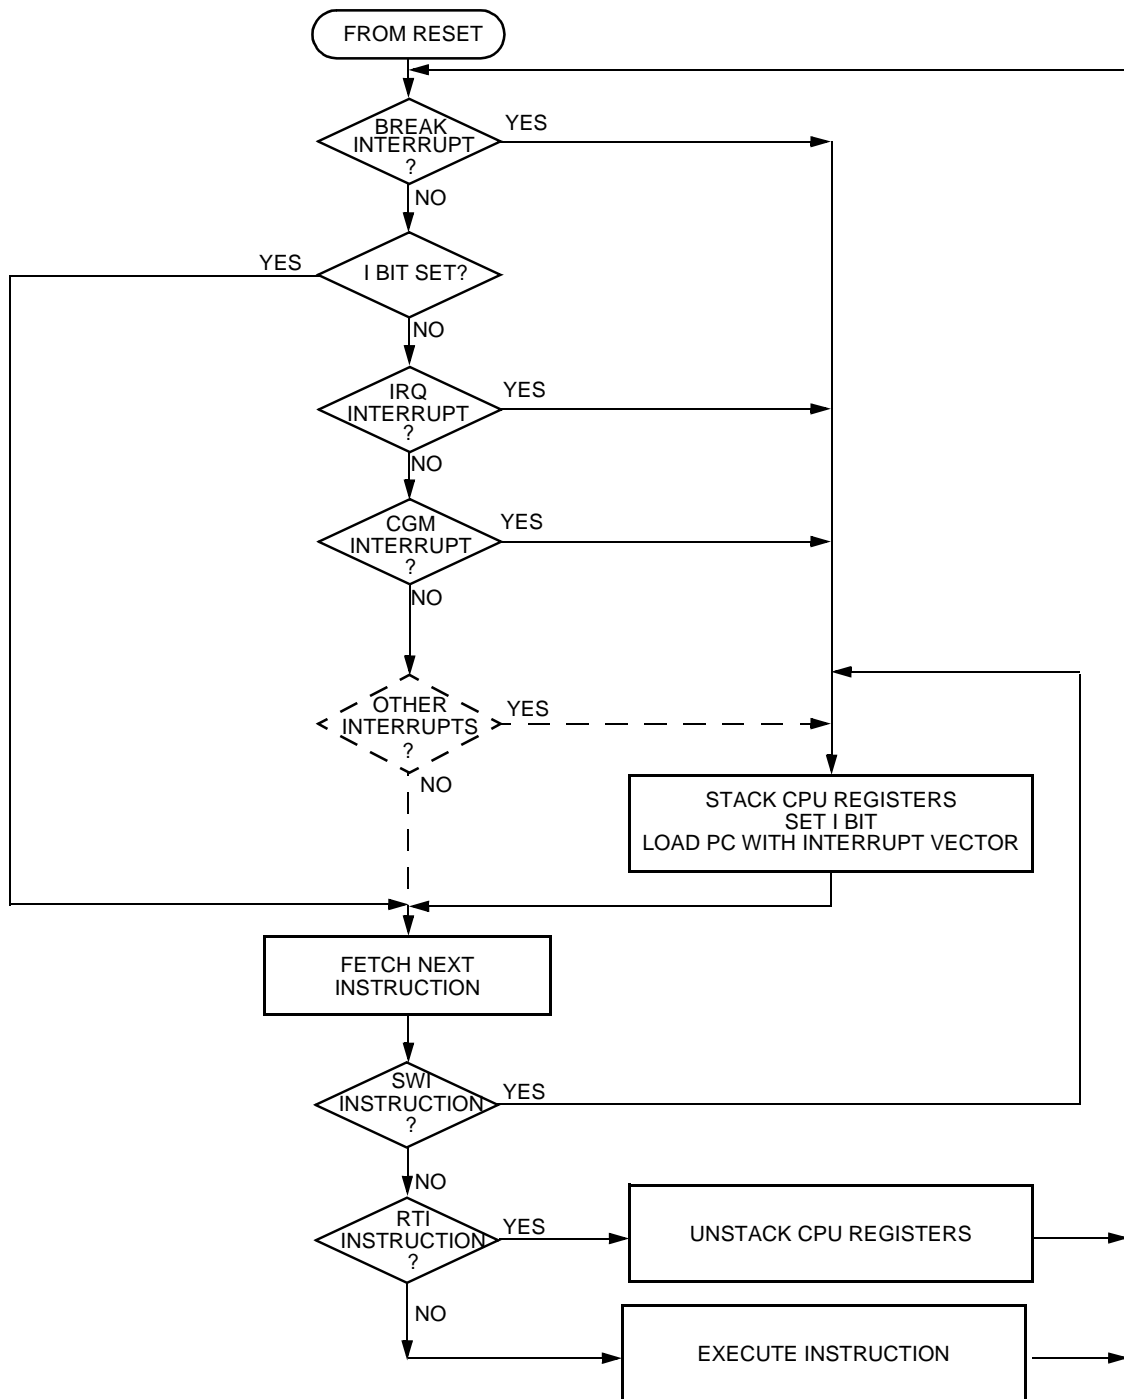 FROM RESET
BREAK
INTERRUPT
?
YES
NO
YES
I BIT SET?
NO
IRQ
INTERRUPT
?
YES
NO
CGM
INTERRUPT
?
YES
NO
OTHER
INTERRUPTS
?
YES
NO
STACK CPU REGISTERS
SET I BIT
LOAD PC WITH INTERRUPT VECTOR
FETCH NEXT
INSTRUCTION
SWI
INSTRUCTION
?
YES
NO
RTI
INSTRUCTION
?
YES
UNSTACK CPU REGISTERS
NO
EXECUTE INSTRUCTION